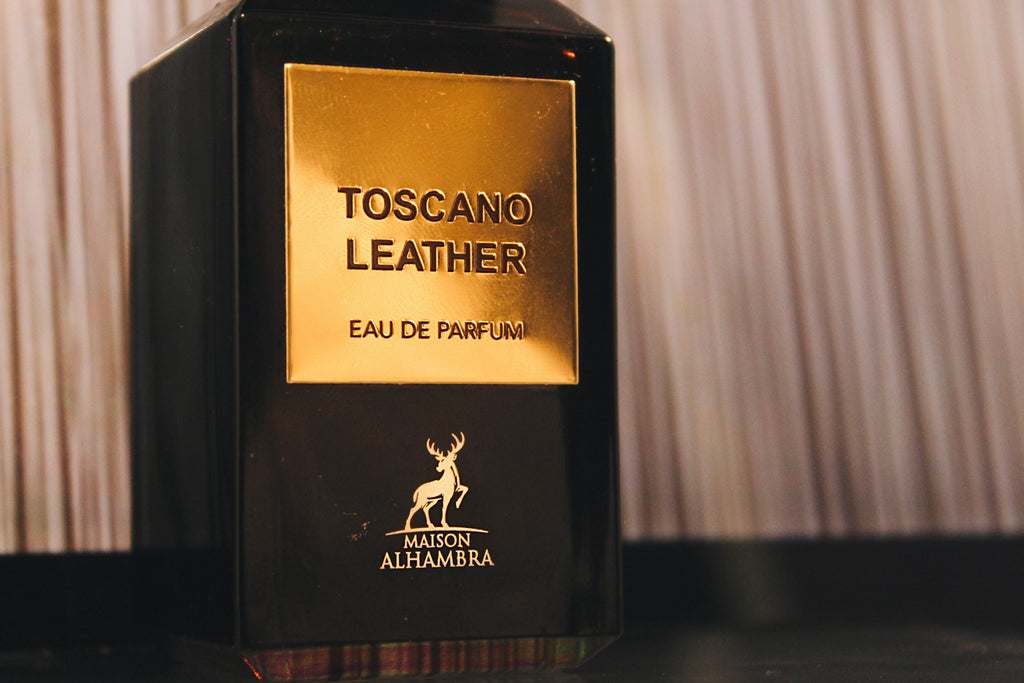 TOSCANO
LEATHER
EAU DE PARFUM
MAISON
ALHAMBRA